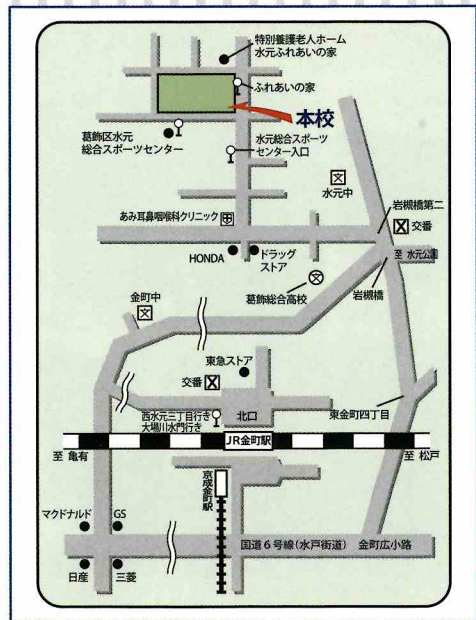 特別養護老人ホーム
水元ふれあいの家
ふれあいの家
本校
葛飾区水元
総合スポーツセンター
水元総合スポーツ
センター入口
文
水元中
岩槻橋第二
あみ耳鼻咽喉科クリニック
交番
HONDA
ドラッグ
ストア
至 水元公園
文
葛飾総合高校
岩槻橋
金町中
文
東急ストア
交番
西水元三丁目行き
大場川水門行き
北口
東金町四丁目
JR金町駅
至 亀有
至 松戸
京成金町駅
マクドナルド
GS
国道6号線(水戸街道)
金町広小路
日産
三菱